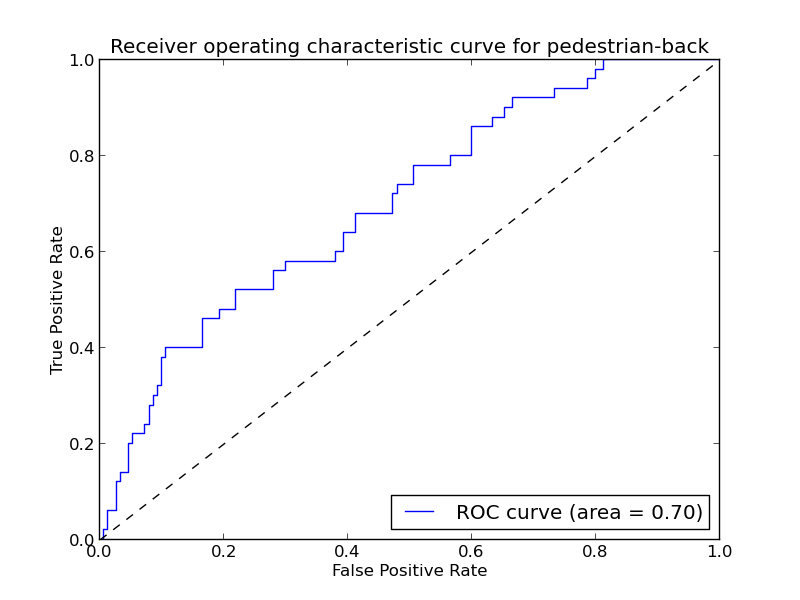 Receiver operating characteristic curve for pedestrian-back
1.0
0.8
0.6
0.4
0.2
0.0
True Positive Rate
ROC curve (area = 0.70)
0.0 0.2 0.4 0.6 0.8 1.0
False Positive Rate